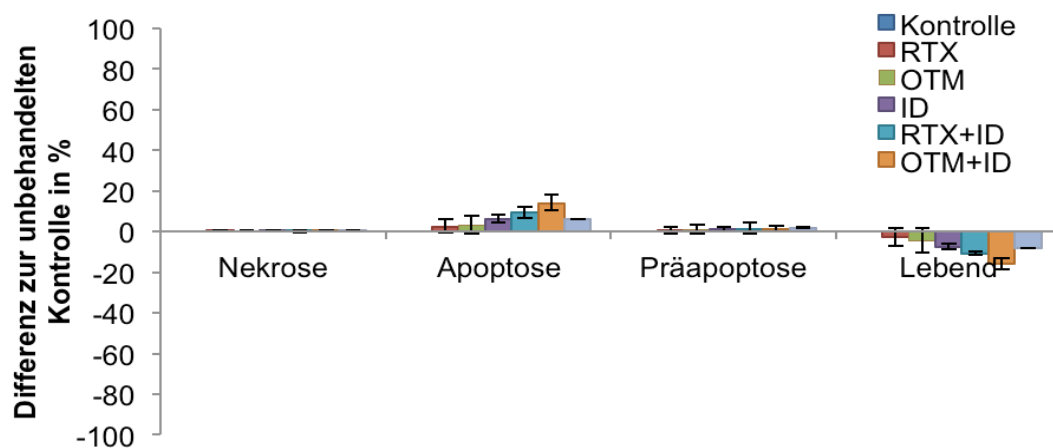 Differenz zur unbehandelten
Kontrolle in %
100
80
60
40
20
0
-20
-40
-60
-80
-100
Nekrose
Apoptose
Präapoptose
Lebend
Kontrolle
RTX
OTM
ID
RTX+ID
OTM+ID